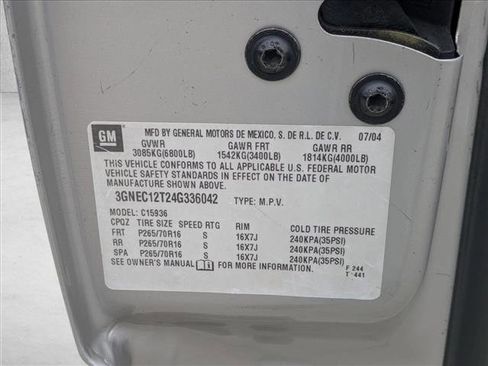 GM
MFD BY GENERAL MOTORS DE MEXICO, S. DE R.L. DE C.V. 07/04
GVWR GAWR FRT GAWR RR
3085KG(6800LB) 1542KG(3400LB) 1814KG(4000LB)
THIS VEHICLE CONFORMS TO ALL APPLICABLE U.S. FEDERAL MOTOR
VEHICLE SAFETY STANDARDS IN EFFECT ON THE DATE OF
MANUFACTURE SHOWN ABOVE.
3GNEC12T24G336042 TYPE: M.P.V.
MODEL: C15936
CPQZ TIRE SIZE SPEED RTG RIM COLD TIRE PRESSURE
FRT P265/70R16 S 16X7J 240KPA(35PSI)
RR P265/70R16 S 16X7J 240KPA(35PSI)
SPA P265/70R16 S 16X7J 240KPA(35PSI)
SEE OWNER'S MANUAL FOR MORE INFORMATION.
F 244
T 441